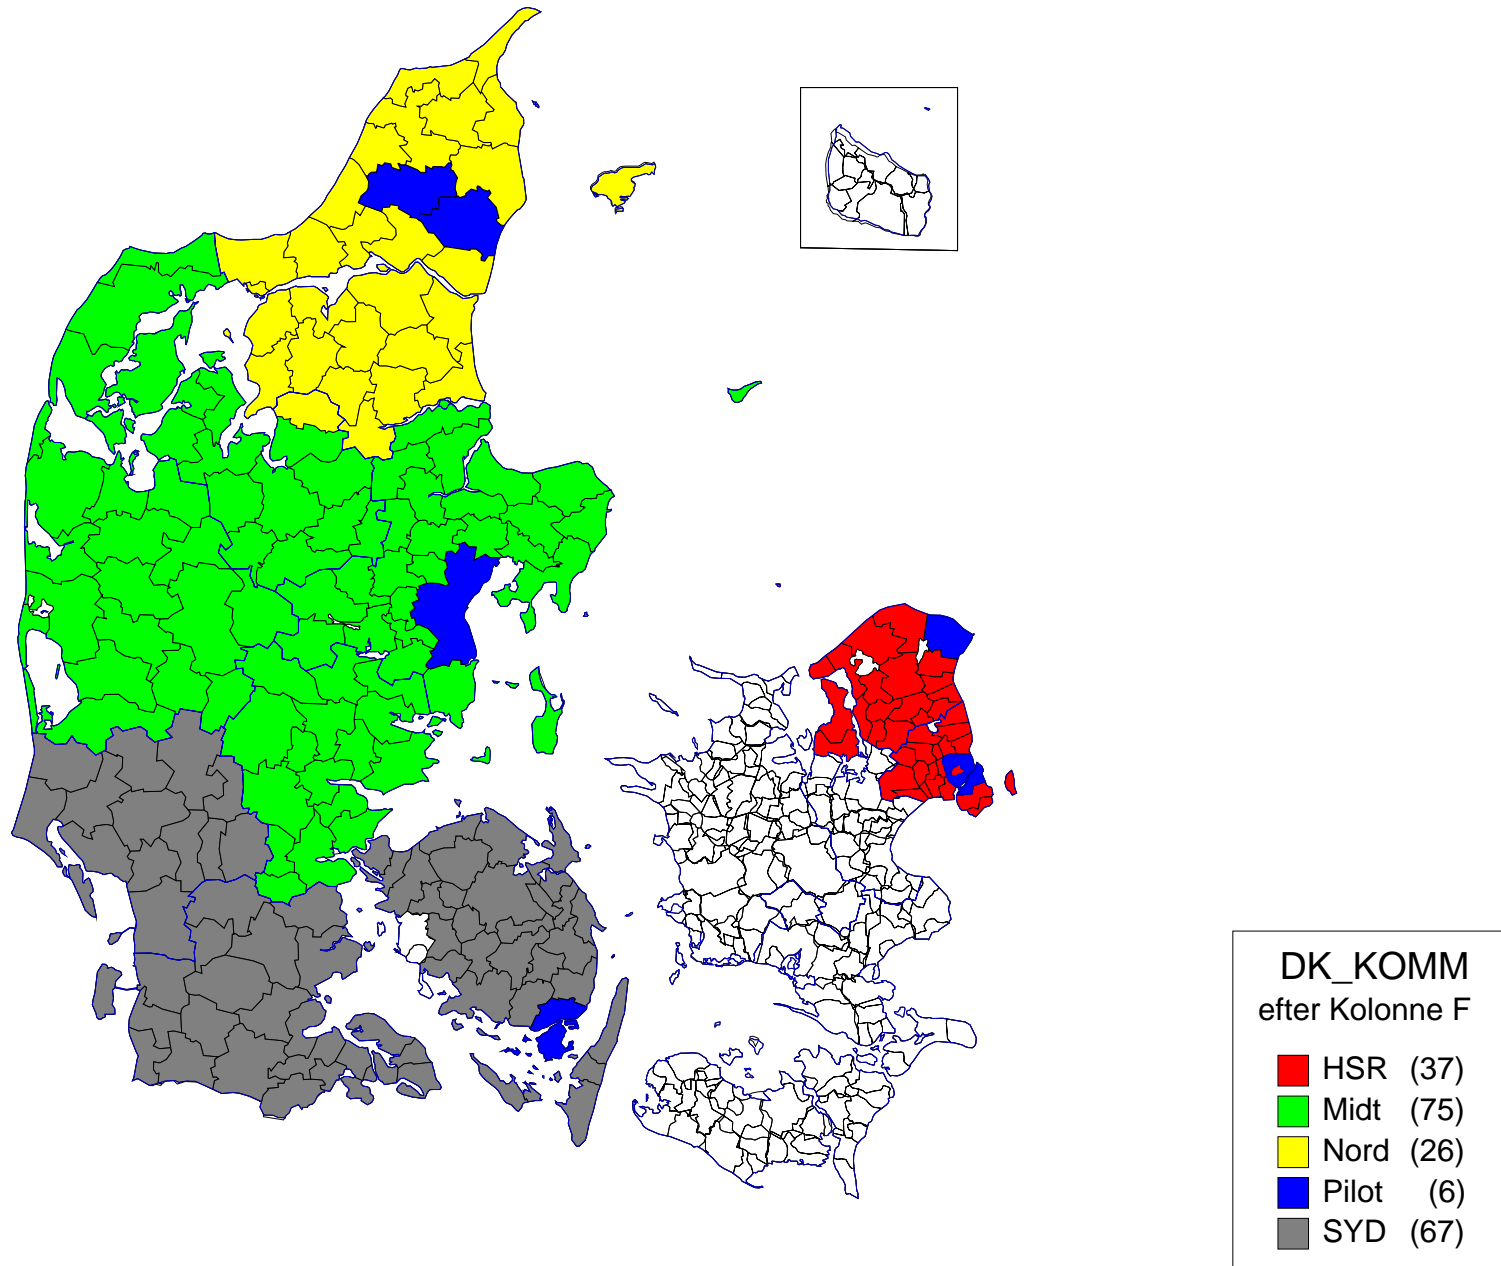 DK_KOMM
efter Kolonne F
HSR (37)
Midt (75)
Nord (26)
Pilot (6)
SYD (67)